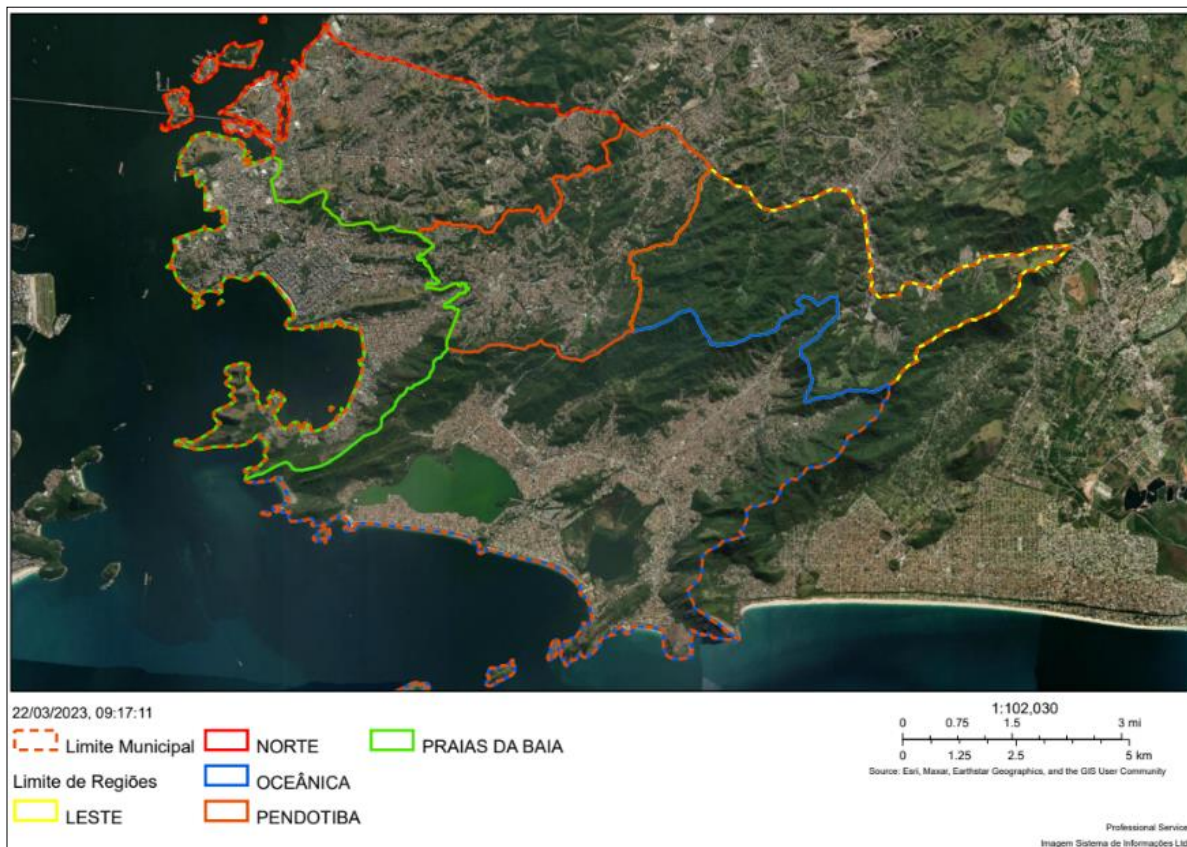 22/03/2023, 09:17:11
Limite Municipal
NORTE
PRAIAS DA BAIA
Limite de Regiões
OCEÂNICA
LESTE
PENDOTIBA
1:102,030
0 0.75 1.5 3 mi
0 1.25 2.5 5 km
Source: Esri, Maxar, Earthstar Geographics, and the GIS User Community
Professional Service
Imagem Sistema de Informações Ltd